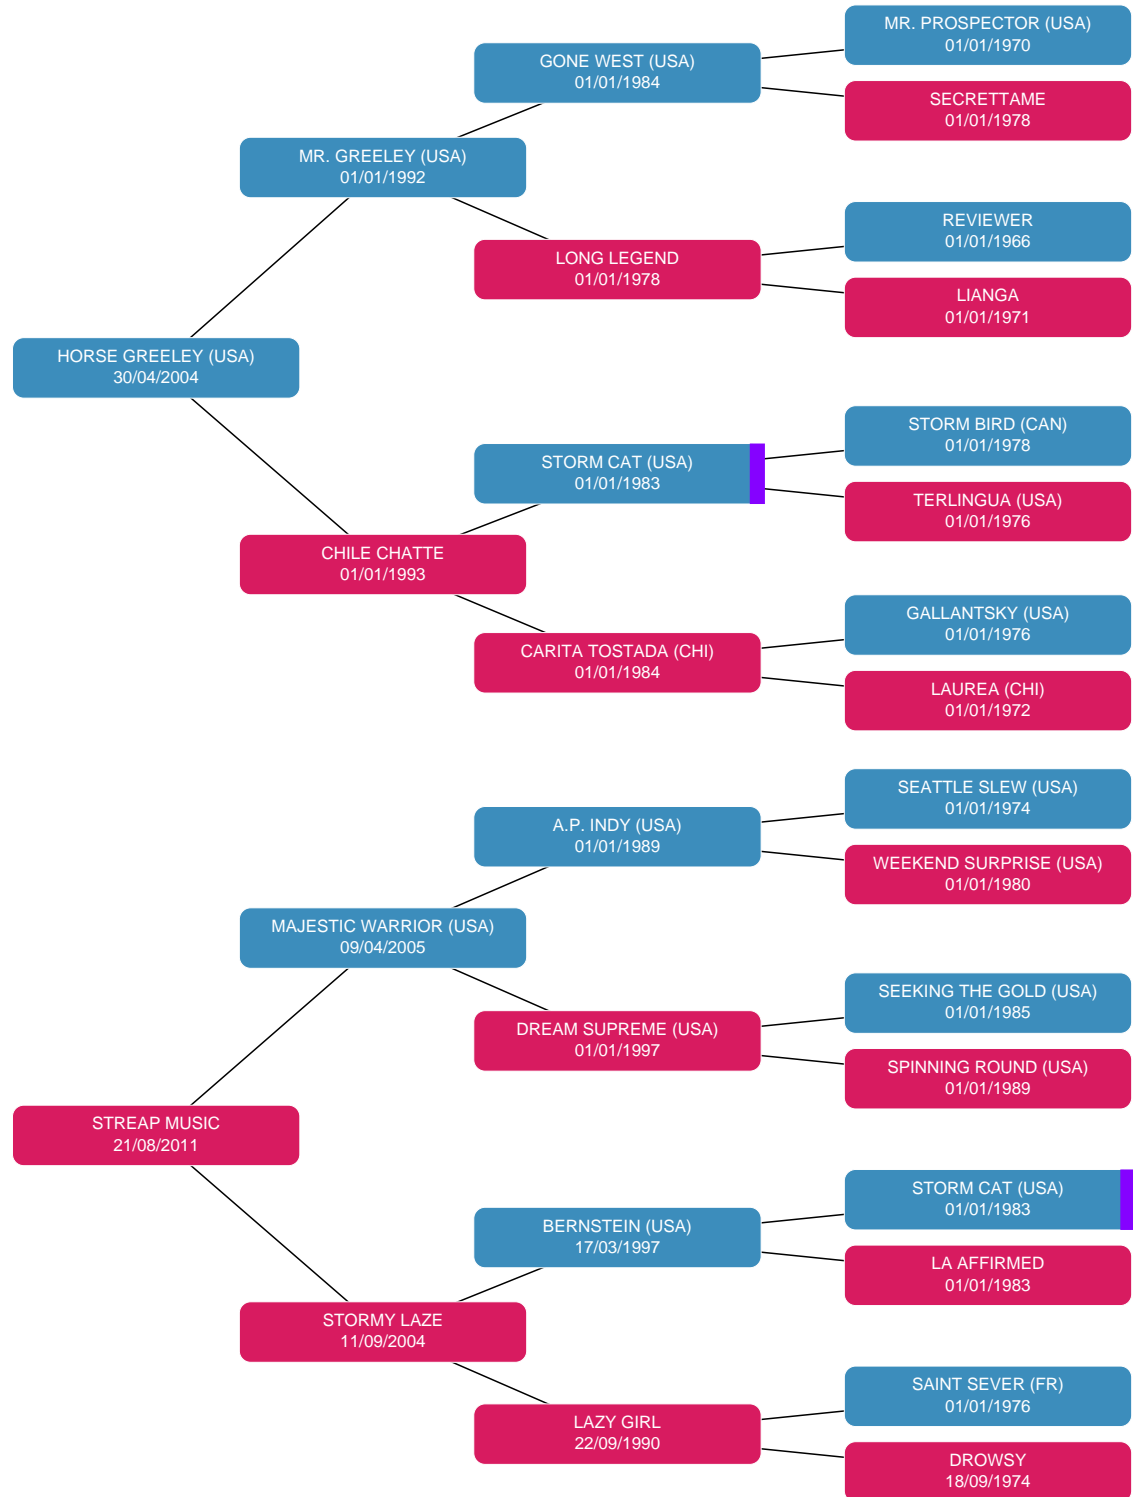 MR. PROSPECTOR (USA)
01/01/1970
GONE WEST (USA)
01/01/1984
SECRETTAME
01/01/1978
MR. GREELEY (USA)
01/01/1992
REVIEWER
01/01/1966
LONG LEGEND
01/01/1978
LIANGA
01/01/1971
HORSE GREELEY (USA)
30/04/2004
STORM BIRD (CAN)
01/01/1978
STORM CAT (USA)
01/01/1983
TERLINGUA (USA)
01/01/1976
CHILE CHATTE
01/01/1993
GALLANTSKY (USA)
01/01/1976
CARITA TOSTADA (CHI)
01/01/1984
LAUREA (CHI)
01/01/1972
SEATTLE SLEW (USA)
01/01/1974
A.P. INDY (USA)
01/01/1989
WEEKEND SURPRISE (USA)
01/01/1980
MAJESTIC WARRIOR (USA)
09/04/2005
SEEKING THE GOLD (USA)
01/01/1985
DREAM SUPREME (USA)
01/01/1997
SPINNING ROUND (USA)
01/01/1989
STREAP MUSIC
21/08/2011
STORM CAT (USA)
01/01/1983
BERNSTEIN (USA)
17/03/1997
LA AFFIRMED
01/01/1983
STORMY LAZE
11/09/2004
SAINT SEVER (FR)
01/01/1976
LAZY GIRL
22/09/1990
DROWSY
18/09/1974